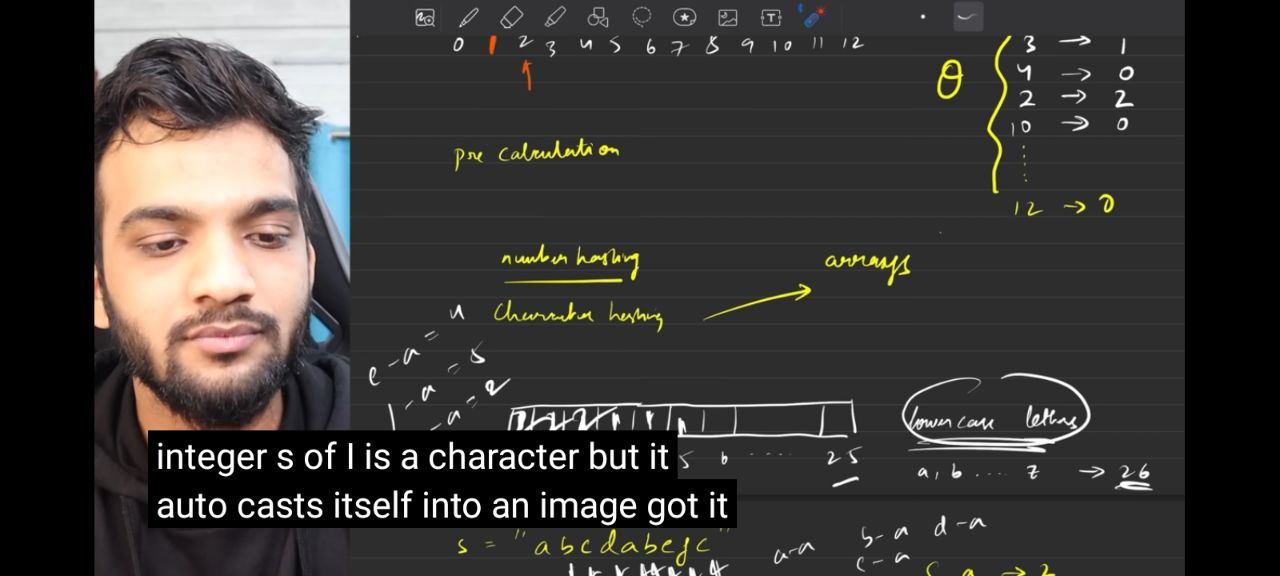 0 1 2 3 4 5 6 7 8 9 10 11 12
3 → 1
4 → 0
2 → 2
10 → 0
12 → 0
θ
pre calculation
number hashing
Character hashing
arrays
e - a = 4
- a = 5
- a = 2
lower case letters
5 6 .... 25
a, b .... z → 26
integer s of I is a character but it
auto casts itself into an image got it
s = "abcdabefc"
a-a b-a d-a
c-a